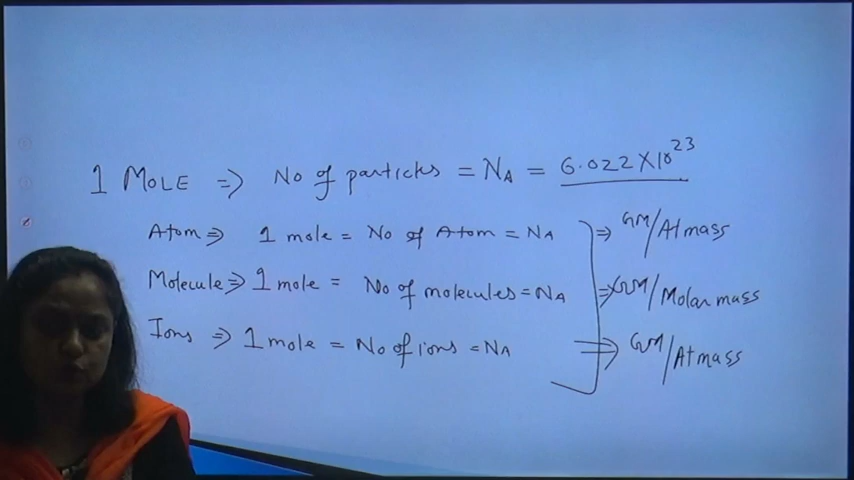 1 MOLE => No of particles = NA = 6.022 X 10^23
Atom => 1 mole = No of Atom = NA => GM/At mass
Molecule => 1 mole = No of molecules = NA => GM/Molar mass
Ions => 1 mole = No of ions = NA => GM/At mass